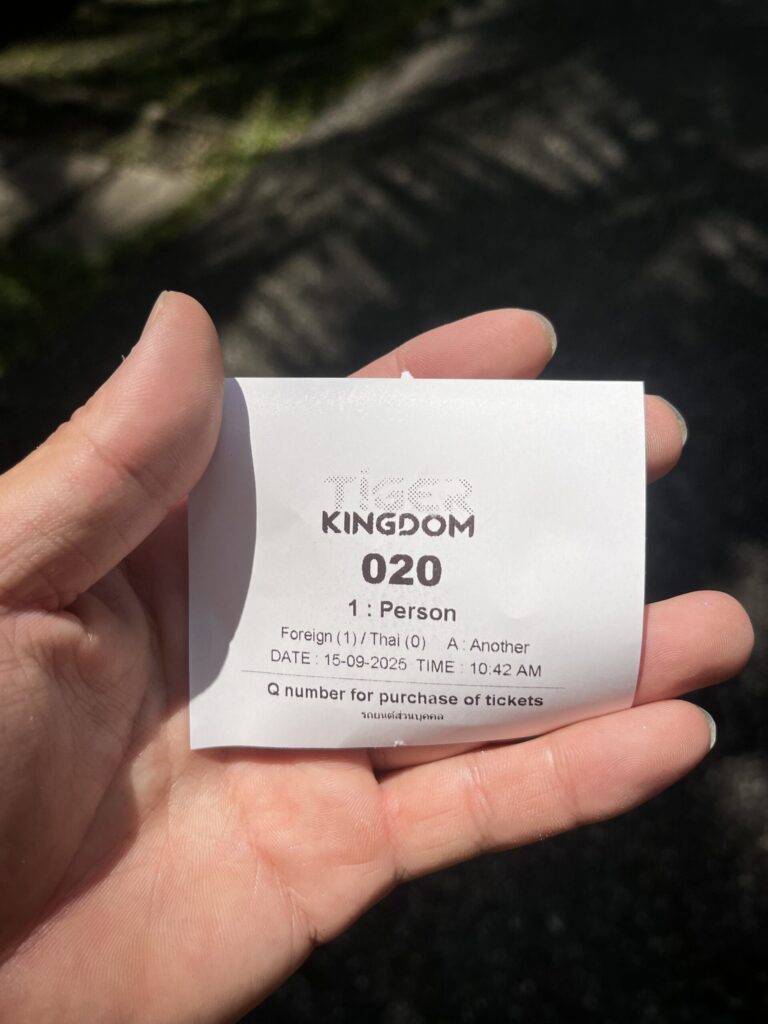 TiGER
KINGDOM
020
1 : Person
Foreign (1) / Thai (0) A : Another
DATE : 15-09-2025 TIME : 10:42 AM
Q number for purchase of tickets
รถยนต์ส่วนบุคคล